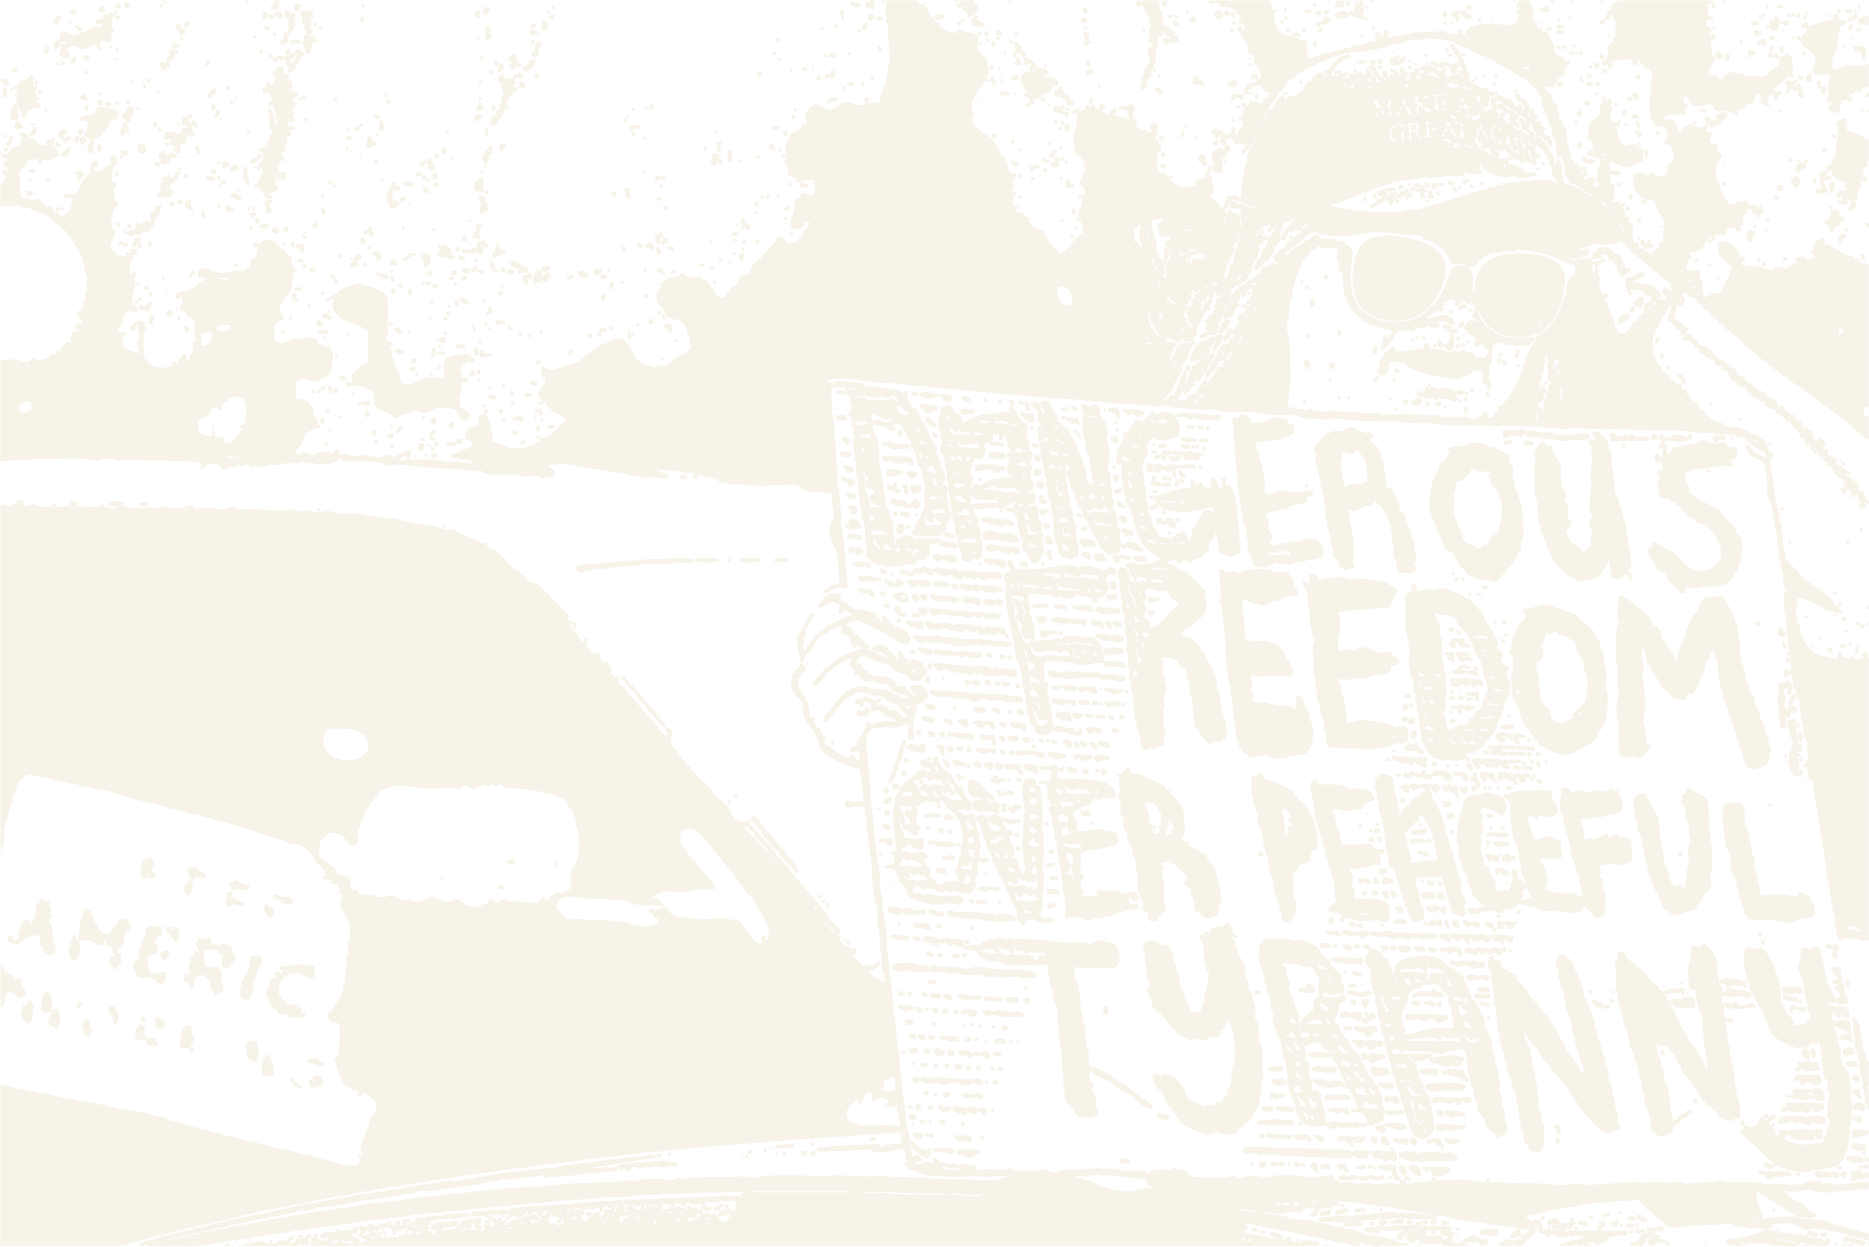 MAKE AMERICA
GREAT AGAIN
DANGEROUS
FREEDOM
OVER PEACEFUL
TYRANNY
AMERIC